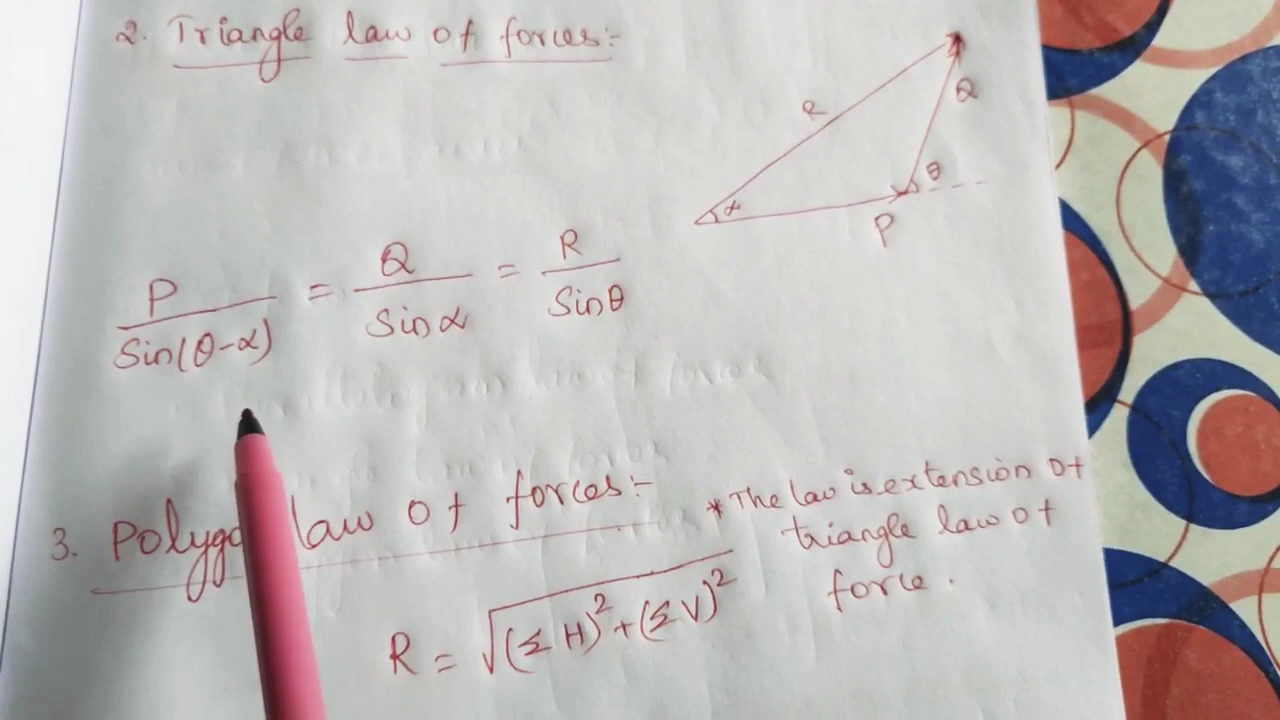 2. Triangle law of forces:-
R
Q
α
θ
P
P/Sin(θ-α) = Q/Sinα = R/Sinθ
3. Polygo law of forces:-
* The law is extension of
triangle law of
force.
R = √(ΣH)²+(ΣV)²